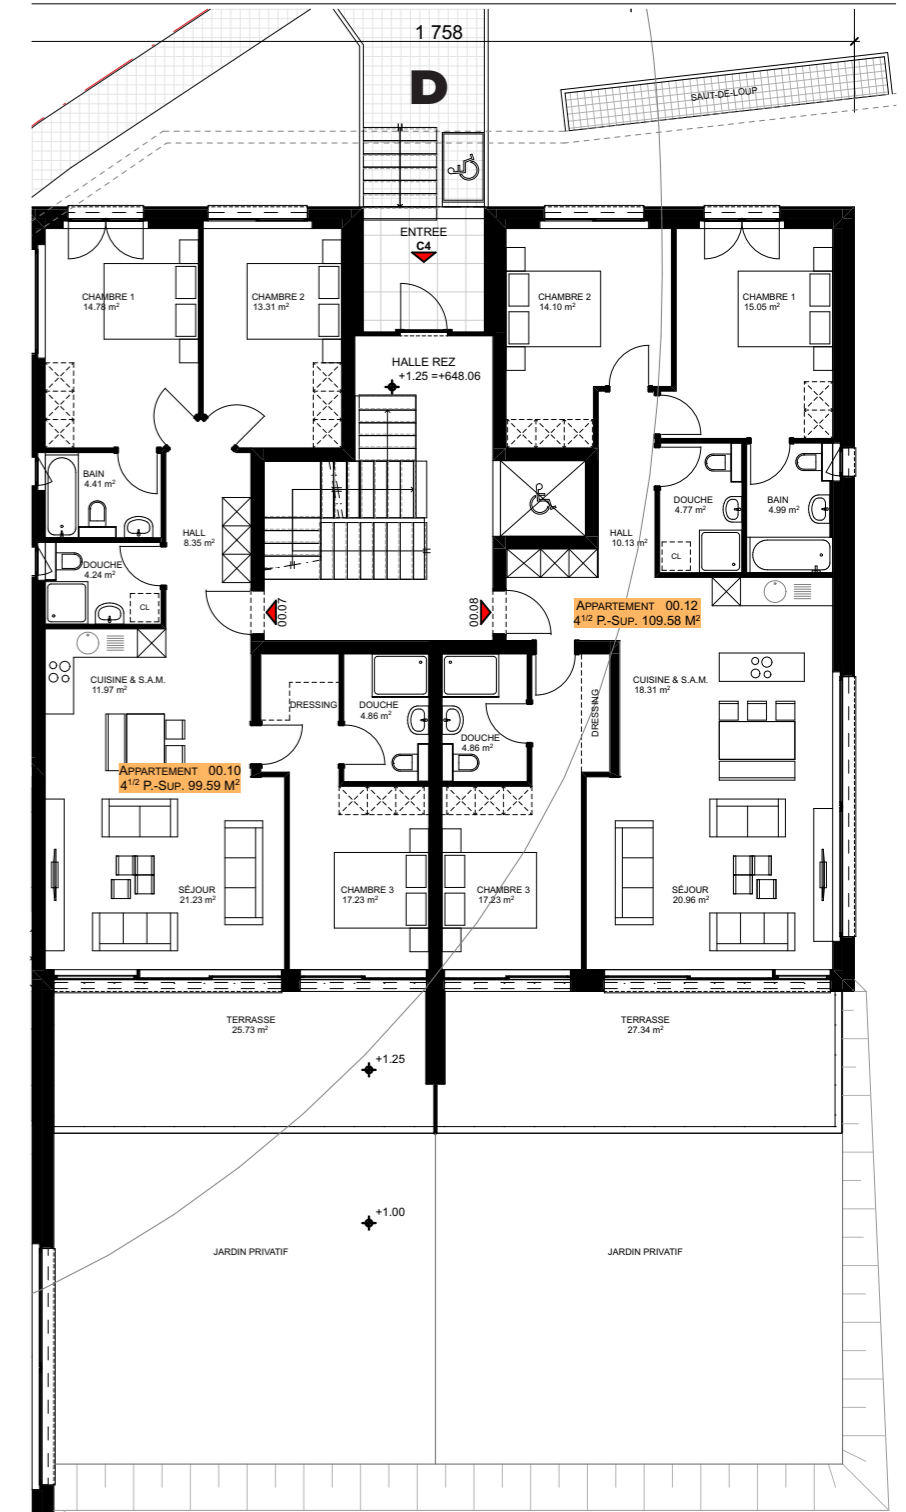 1 758
D
SAUT-DE-LOUP
ENTREE
C4
CHAMBRE 1
14.78 m²
CHAMBRE 2
13.31 m²
CHAMBRE 2
14.10 m²
CHAMBRE 1
15.05 m²
HALLE REZ
+1.25 =+648.06
BAIN
4.41 m²
HALL
8.35 m²
DOUCHE
4.24 m²
CL
DOUCHE
4.77 m²
BAIN
4.99 m²
HALL
10.13 m²
CL
00.07
00.08
APPARTEMENT 00.12
4¹/² P.-SUP. 109.58 M²
CUISINE & S.A.M.
11.97 m²
DRESSING
DOUCHE
4.86 m²
DOUCHE
4.86 m²
DRESSING
CUISINE & S.A.M.
18.31 m²
APPARTEMENT 00.10
4¹/² P.-SUP. 99.59 M²
SÉJOUR
21.23 m²
CHAMBRE 3
17.23 m²
CHAMBRE 3
17.23 m²
SÉJOUR
20.96 m²
TERRASSE
25.73 m²
TERRASSE
27.34 m²
+1.25
+1.00
JARDIN PRIVATIF
JARDIN PRIVATIF